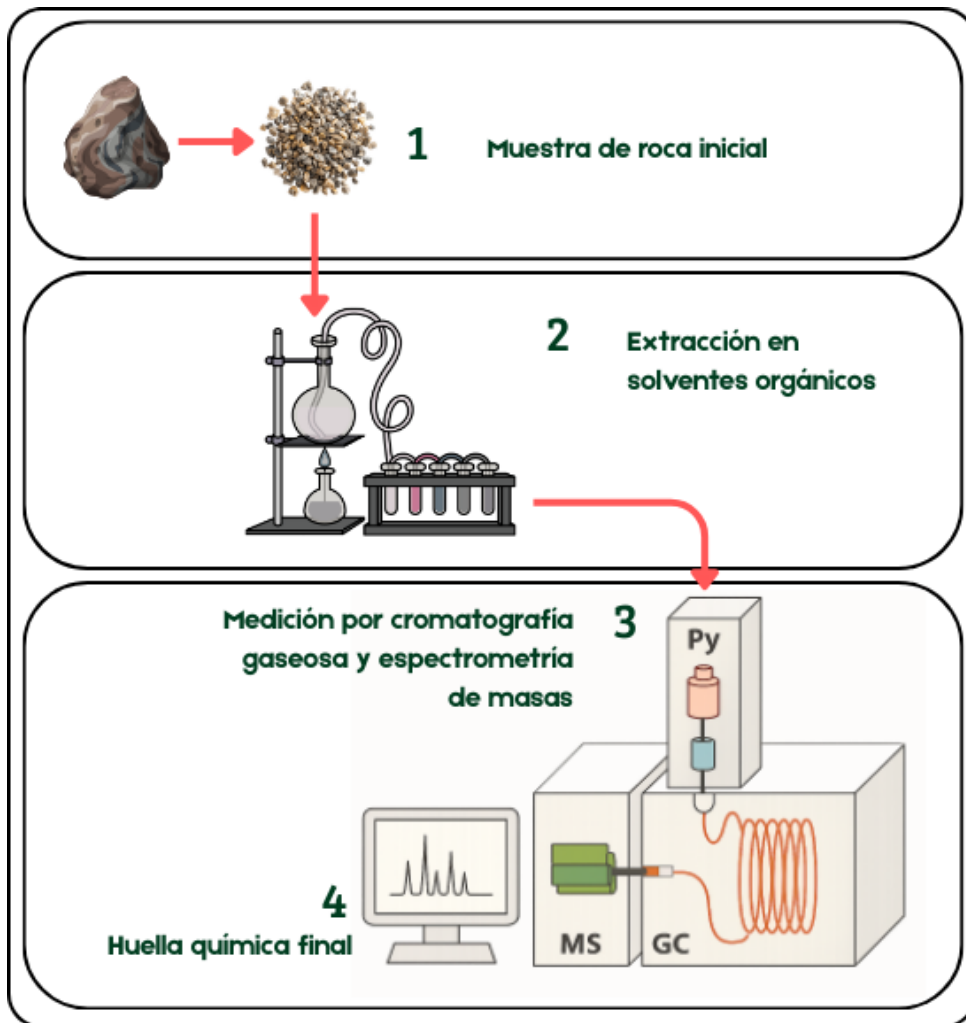 1 Muestra de roca inicial
2 Extracción en
solventes orgánicos
Medición por cromatografía 3
gaseosa y espectrometría
de masas
Py
4
Huella química final
MS GC